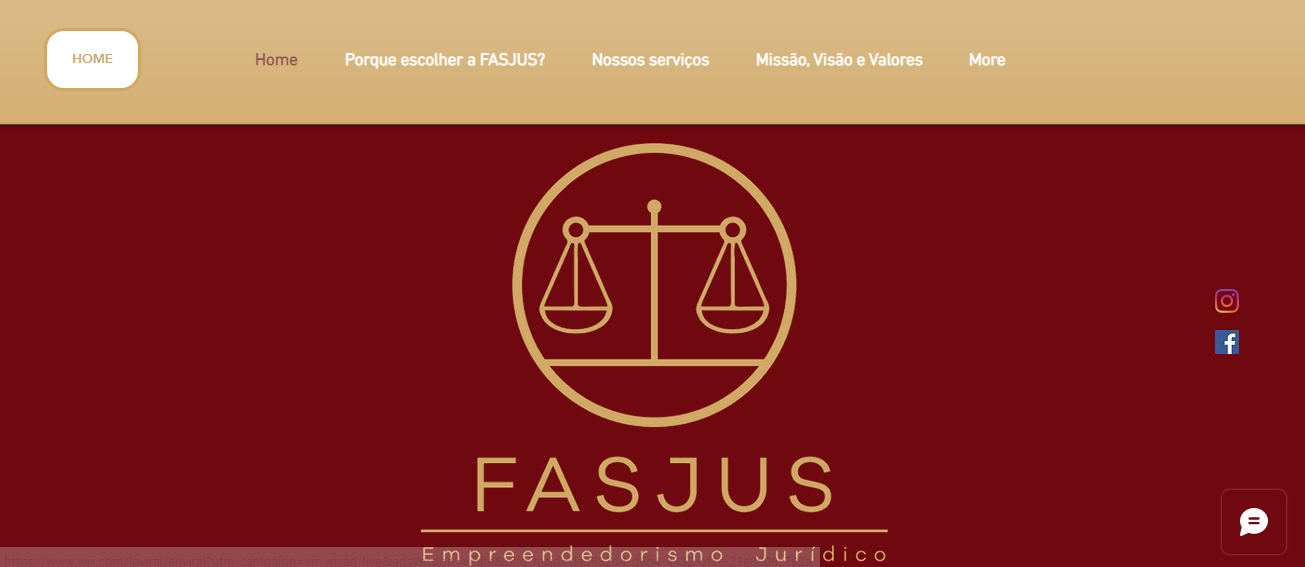 HOME
Home Porque escolher a FASJUS? Nossos serviços Missão, Visão e Valores More
FASJUS
Empreendedorismo Jurídico